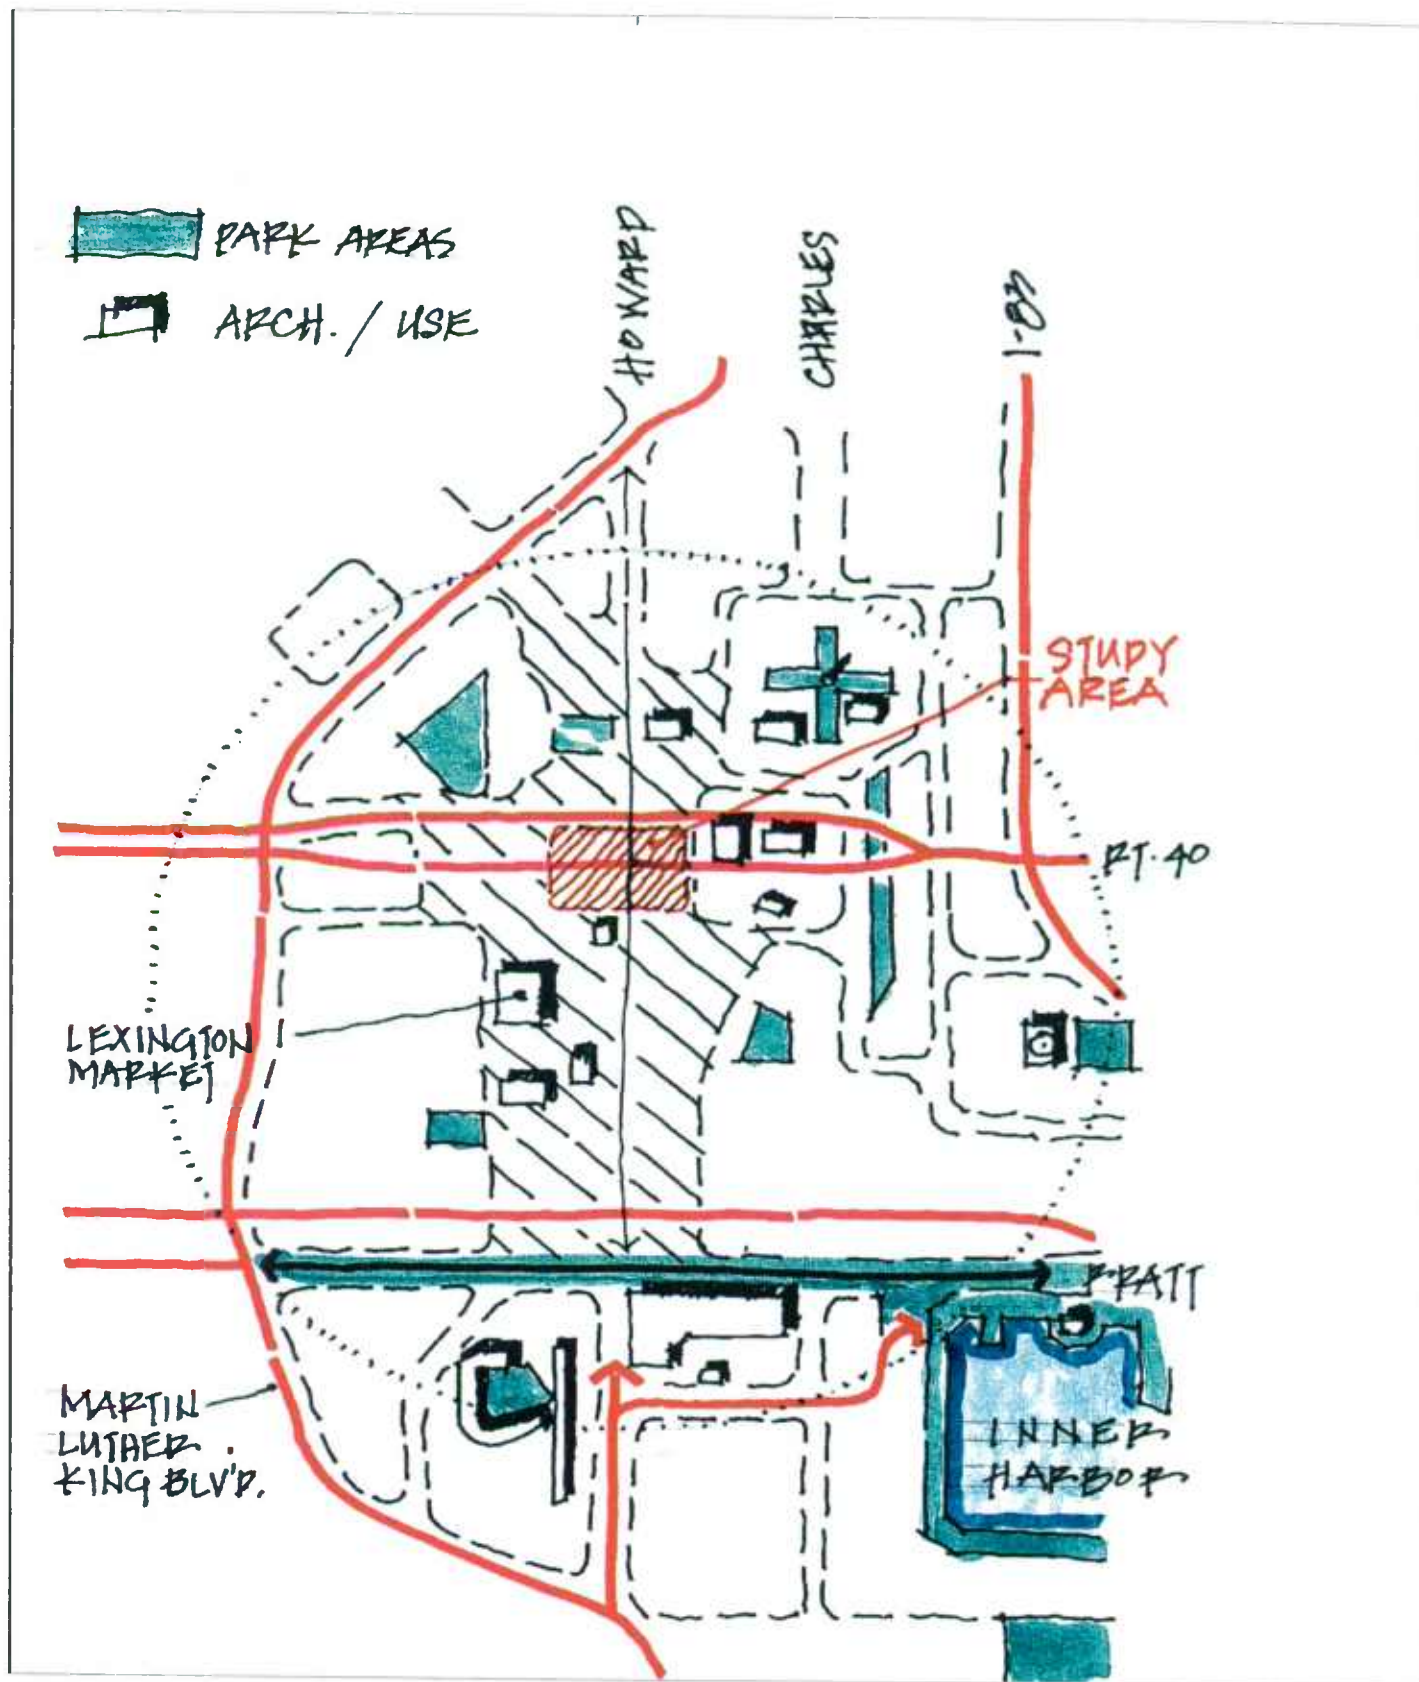 PARK AREAS
ARCH. / USE
HOWARD
CHARLES
I-83
STUDY
AREA
RT. 40
LEXINGTON
MARKET
PRATT
MARTIN
LUTHER
KING BLV'D.
INNER
HARBOR